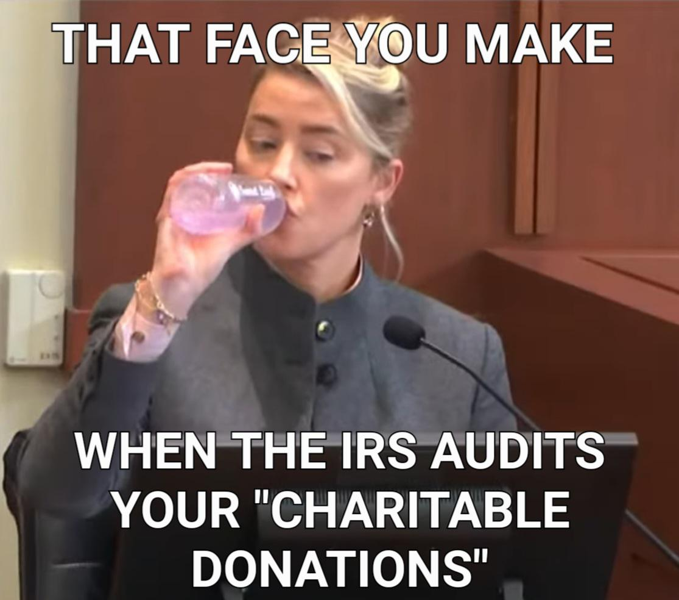 THAT FACE YOU MAKE
WHEN THE IRS AUDITS
YOUR "CHARITABLE
DONATIONS"